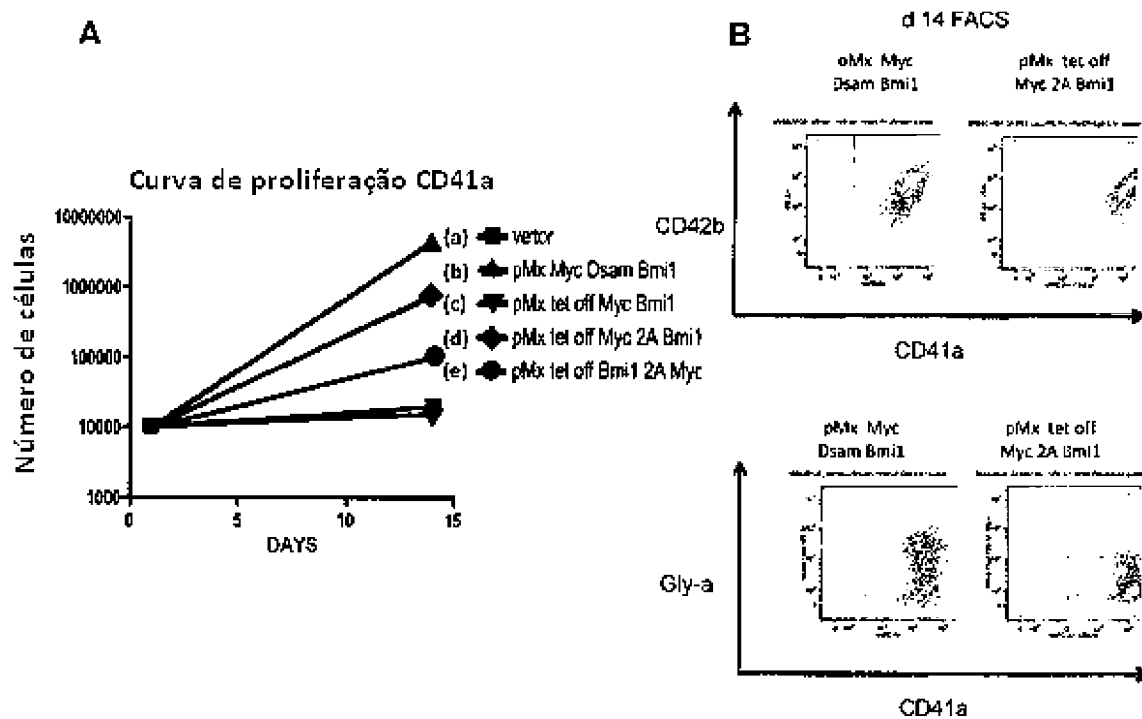 A
Curva de proliferação CD41a
Número de células
10000000
1000000
100000
10000
1000
0
5
10
15
DAYS
(a) vetor
(b) pMx Myc Dsam Bmi1
(c) pMx tet off Myc Bmi1
(d) pMx tet off Myc 2A Bmi1
(e) pMx tet off Bmi1 2A Myc
B
d 14 FACS
pMx Myc
Dsam Bmi1
pMx tet off
Myc 2A Bmi1
CD42b
CD41a
pMx Myc
Dsam Bmi1
pMx tet off
Myc 2A Bmi1
Gly-a
CD41a